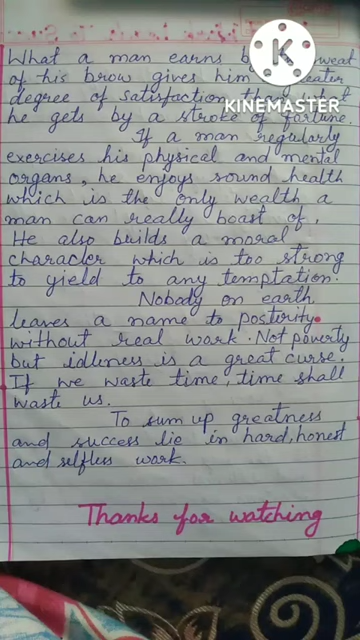 What a man earns b weat
of his brow gives him eater
degree of satisfaction than what
he gets by a stroke of fortune.
If a man regularly
exercises his physical and mental
organs, he enjoys sound health
which is the only wealth a
man can really boast of.
He also builds a moral
character which is too strong
to yield to any temptation.
Nobody on earth
leaves a name to posterity
without real work. Not poverty
but idleness is a great curse.
If we waste time, time shall
waste us.
To sum up greatness
and success lie in hard, honest
and selfless work.
Thanks for watching
K
KINEMASTER